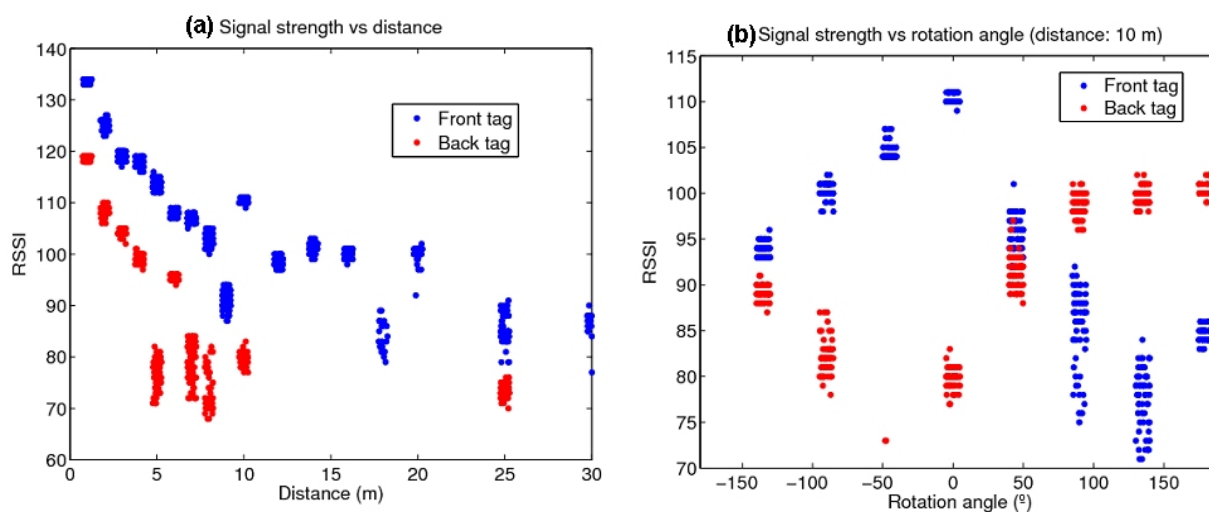 (a) Signal strength vs distance
140
130
120
110
100
90
80
70
60
RSSI
Front tag
Back tag
0 5 10 15 20 25 30
Distance (m)
(b) Signal strength vs rotation angle (distance: 10 m)
115
110
105
100
95
90
85
80
75
70
RSSI
Front tag
Back tag
−150 −100 −50 0 50 100 150
Rotation angle (º)